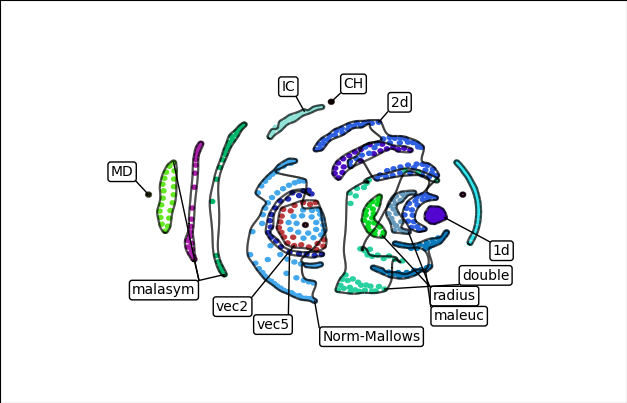 IC
CH
2d
MD
1d
double
malasym
radius
vec2
maleuc
vec5
Norm-Mallows